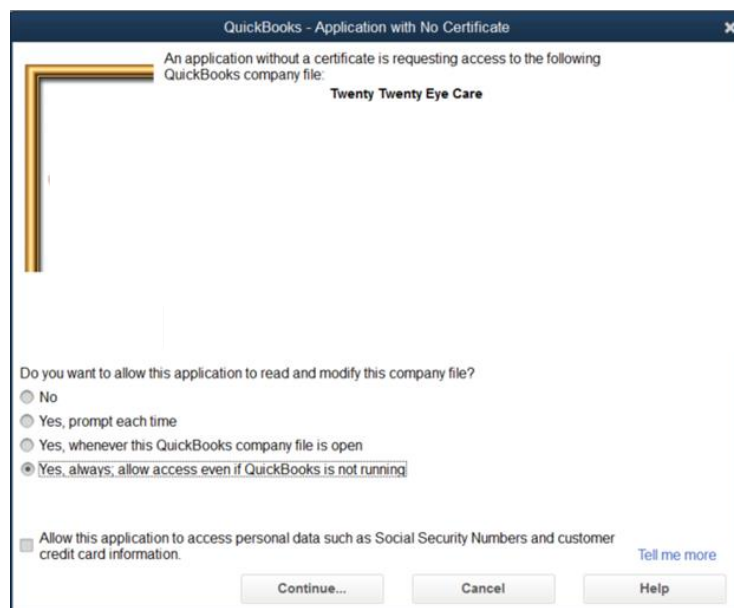 QuickBooks - Application with No Certificate
An application without a certificate is requesting access to the following
QuickBooks company file:
Twenty Twenty Eye Care
Do you want to allow this application to read and modify this company file?
No
Yes, prompt each time
Yes, whenever this QuickBooks company file is open
Yes, always; allow access even if QuickBooks is not running
Allow this application to access personal data such as Social Security Numbers and customer
credit card information.
Tell me more
Continue... Cancel Help